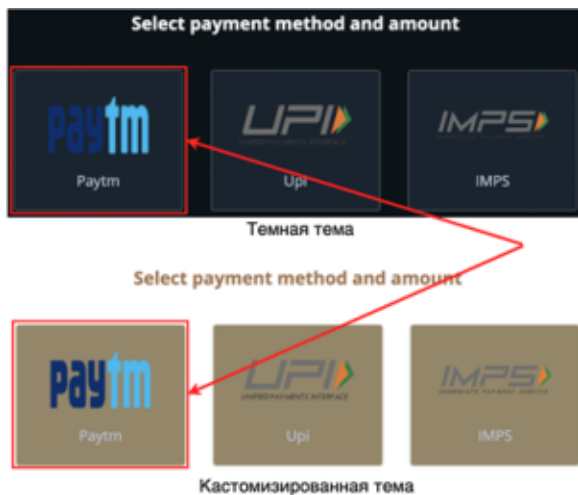 Select payment method and amount
paytm UPI IMPS
UNIFIED PAYMENTS INTERFACE
Paytm Upi IMPS
Темная тема
Select payment method and amount
paytm UPI IMPS
UNIFIED PAYMENTS INTERFACE IMMEDIATE PAYMENT SERVICE
Paytm Upi IMPS
Кастомизированная тема